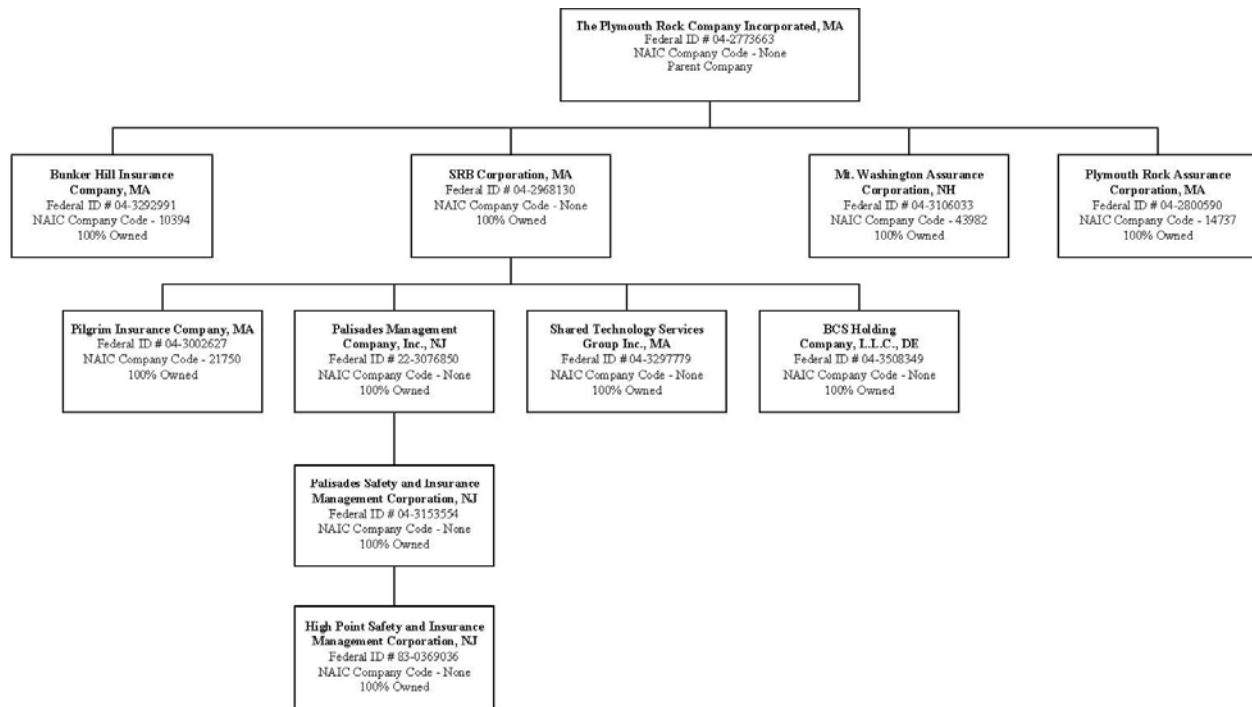 The Plymouth Rock Company Incorporated, MA
Federal ID # 04-2773663
NAIC Company Code - None
Parent Company
Bunker Hill Insurance
Company, MA
Federal ID # 04-3292991
NAIC Company Code - 10394
100% Owned
SRB Corporation, MA
Federal ID # 04-2968130
NAIC Company Code - None
100% Owned
Mt. Washington Assurance
Corporation, NH
Federal ID # 04-3106033
NAIC Company Code - 43982
100% Owned
Plymouth Rock Assurance
Corporation, MA
Federal ID # 04-2800590
NAIC Company Code - 14737
100% Owned
Pilgrim Insurance Company, MA
Federal ID # 04-3002627
NAIC Company Code - 21750
100% Owned
Palisades Management
Company, Inc., NJ
Federal ID # 22-3076850
NAIC Company Code - None
100% Owned
Shared Technology Services
Group Inc., MA
Federal ID # 04-3297779
NAIC Company Code - None
100% Owned
BCS Holding
Company, L.L.C., DE
Federal ID # 04-3508349
NAIC Company Code - None
100% Owned
Palisades Safety and Insurance
Management Corporation, NJ
Federal ID # 04-3153554
NAIC Company Code - None
100% Owned
High Point Safety and Insurance
Management Corporation, NJ
Federal ID # 83-0369036
NAIC Company Code - None
100% Owned